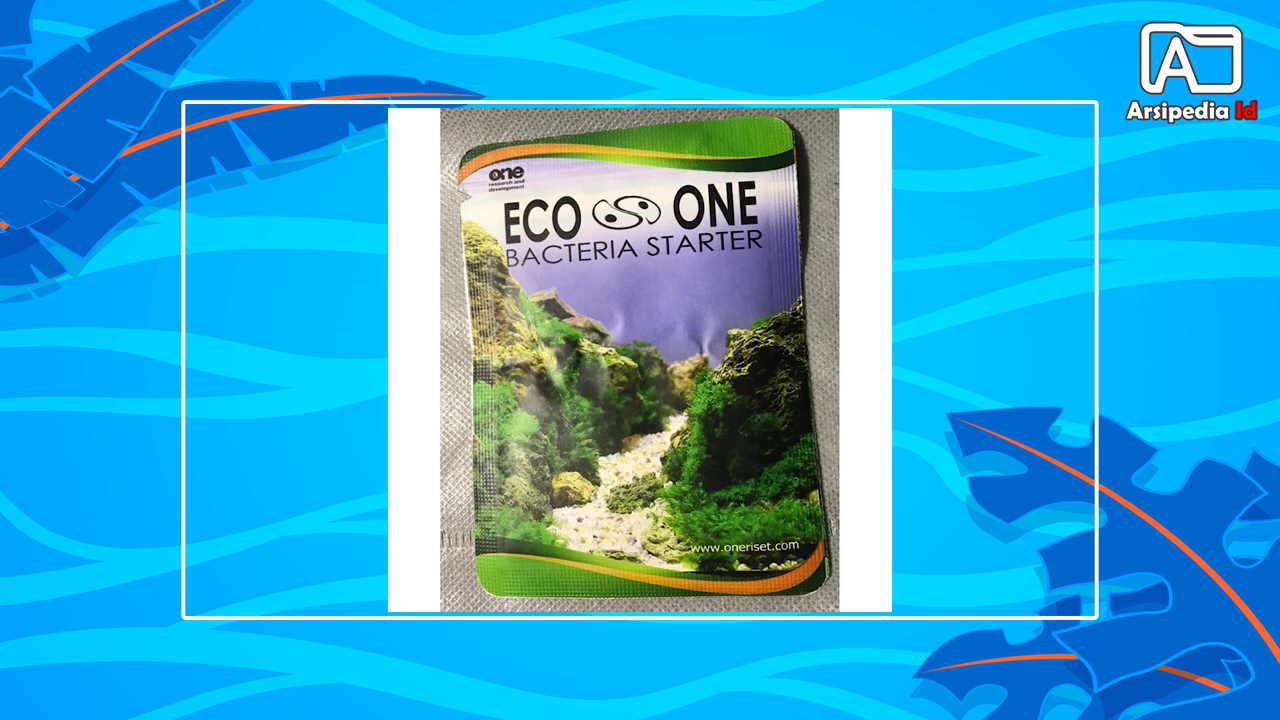 Arsipedia Id
one
research and
development
ECO ONE
BACTERIA STARTER
www.oneriset.com